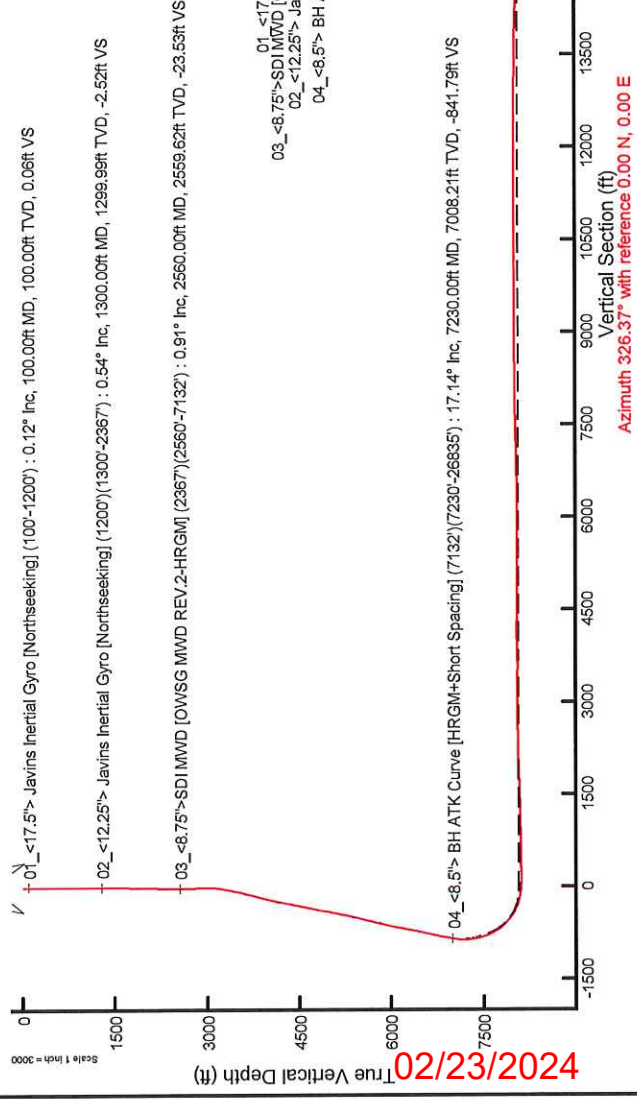 Scale 1 inch = 3000
True Vertical Depth (ft)
0
1500
3000
4500
6000
7500
01_<17.5"> Javins Inertial Gyro [Northseeking] (100'-1200') : 0.12° Inc, 100.00ft MD, 100.00ft TVD, 0.06ft VS
02_<12.25"> Javins Inertial Gyro [Northseeking] (1200')(1300'-2367') : 0.54° Inc, 1300.00ft MD, 1299.99ft TVD, -2.52ft VS
03_<8.75">SDI MWD [OWSG MWD REV.2-HRGM] (2367')(2560'-7132') : 0.91° Inc, 2560.00ft MD, 2559.62ft TVD, -23.53ft VS
01_<17
03_<8.75">SDI MWD [
02_<12.25"> Ja
04_<8.5"> BH
04_<8.5"> BH ATK Curve [HRGM+Short Spacing] (7132')(7230'-26835') : 17.14° Inc, 7230.00ft MD, 7008.21ft TVD, -841.79ft VS
-1500
0
1500
3000
4500
6000
7500
9000
10500
12000
13500
Vertical Section (ft)
Azimuth 326.37° with reference 0.00 N, 0.00 E
02/23/2024